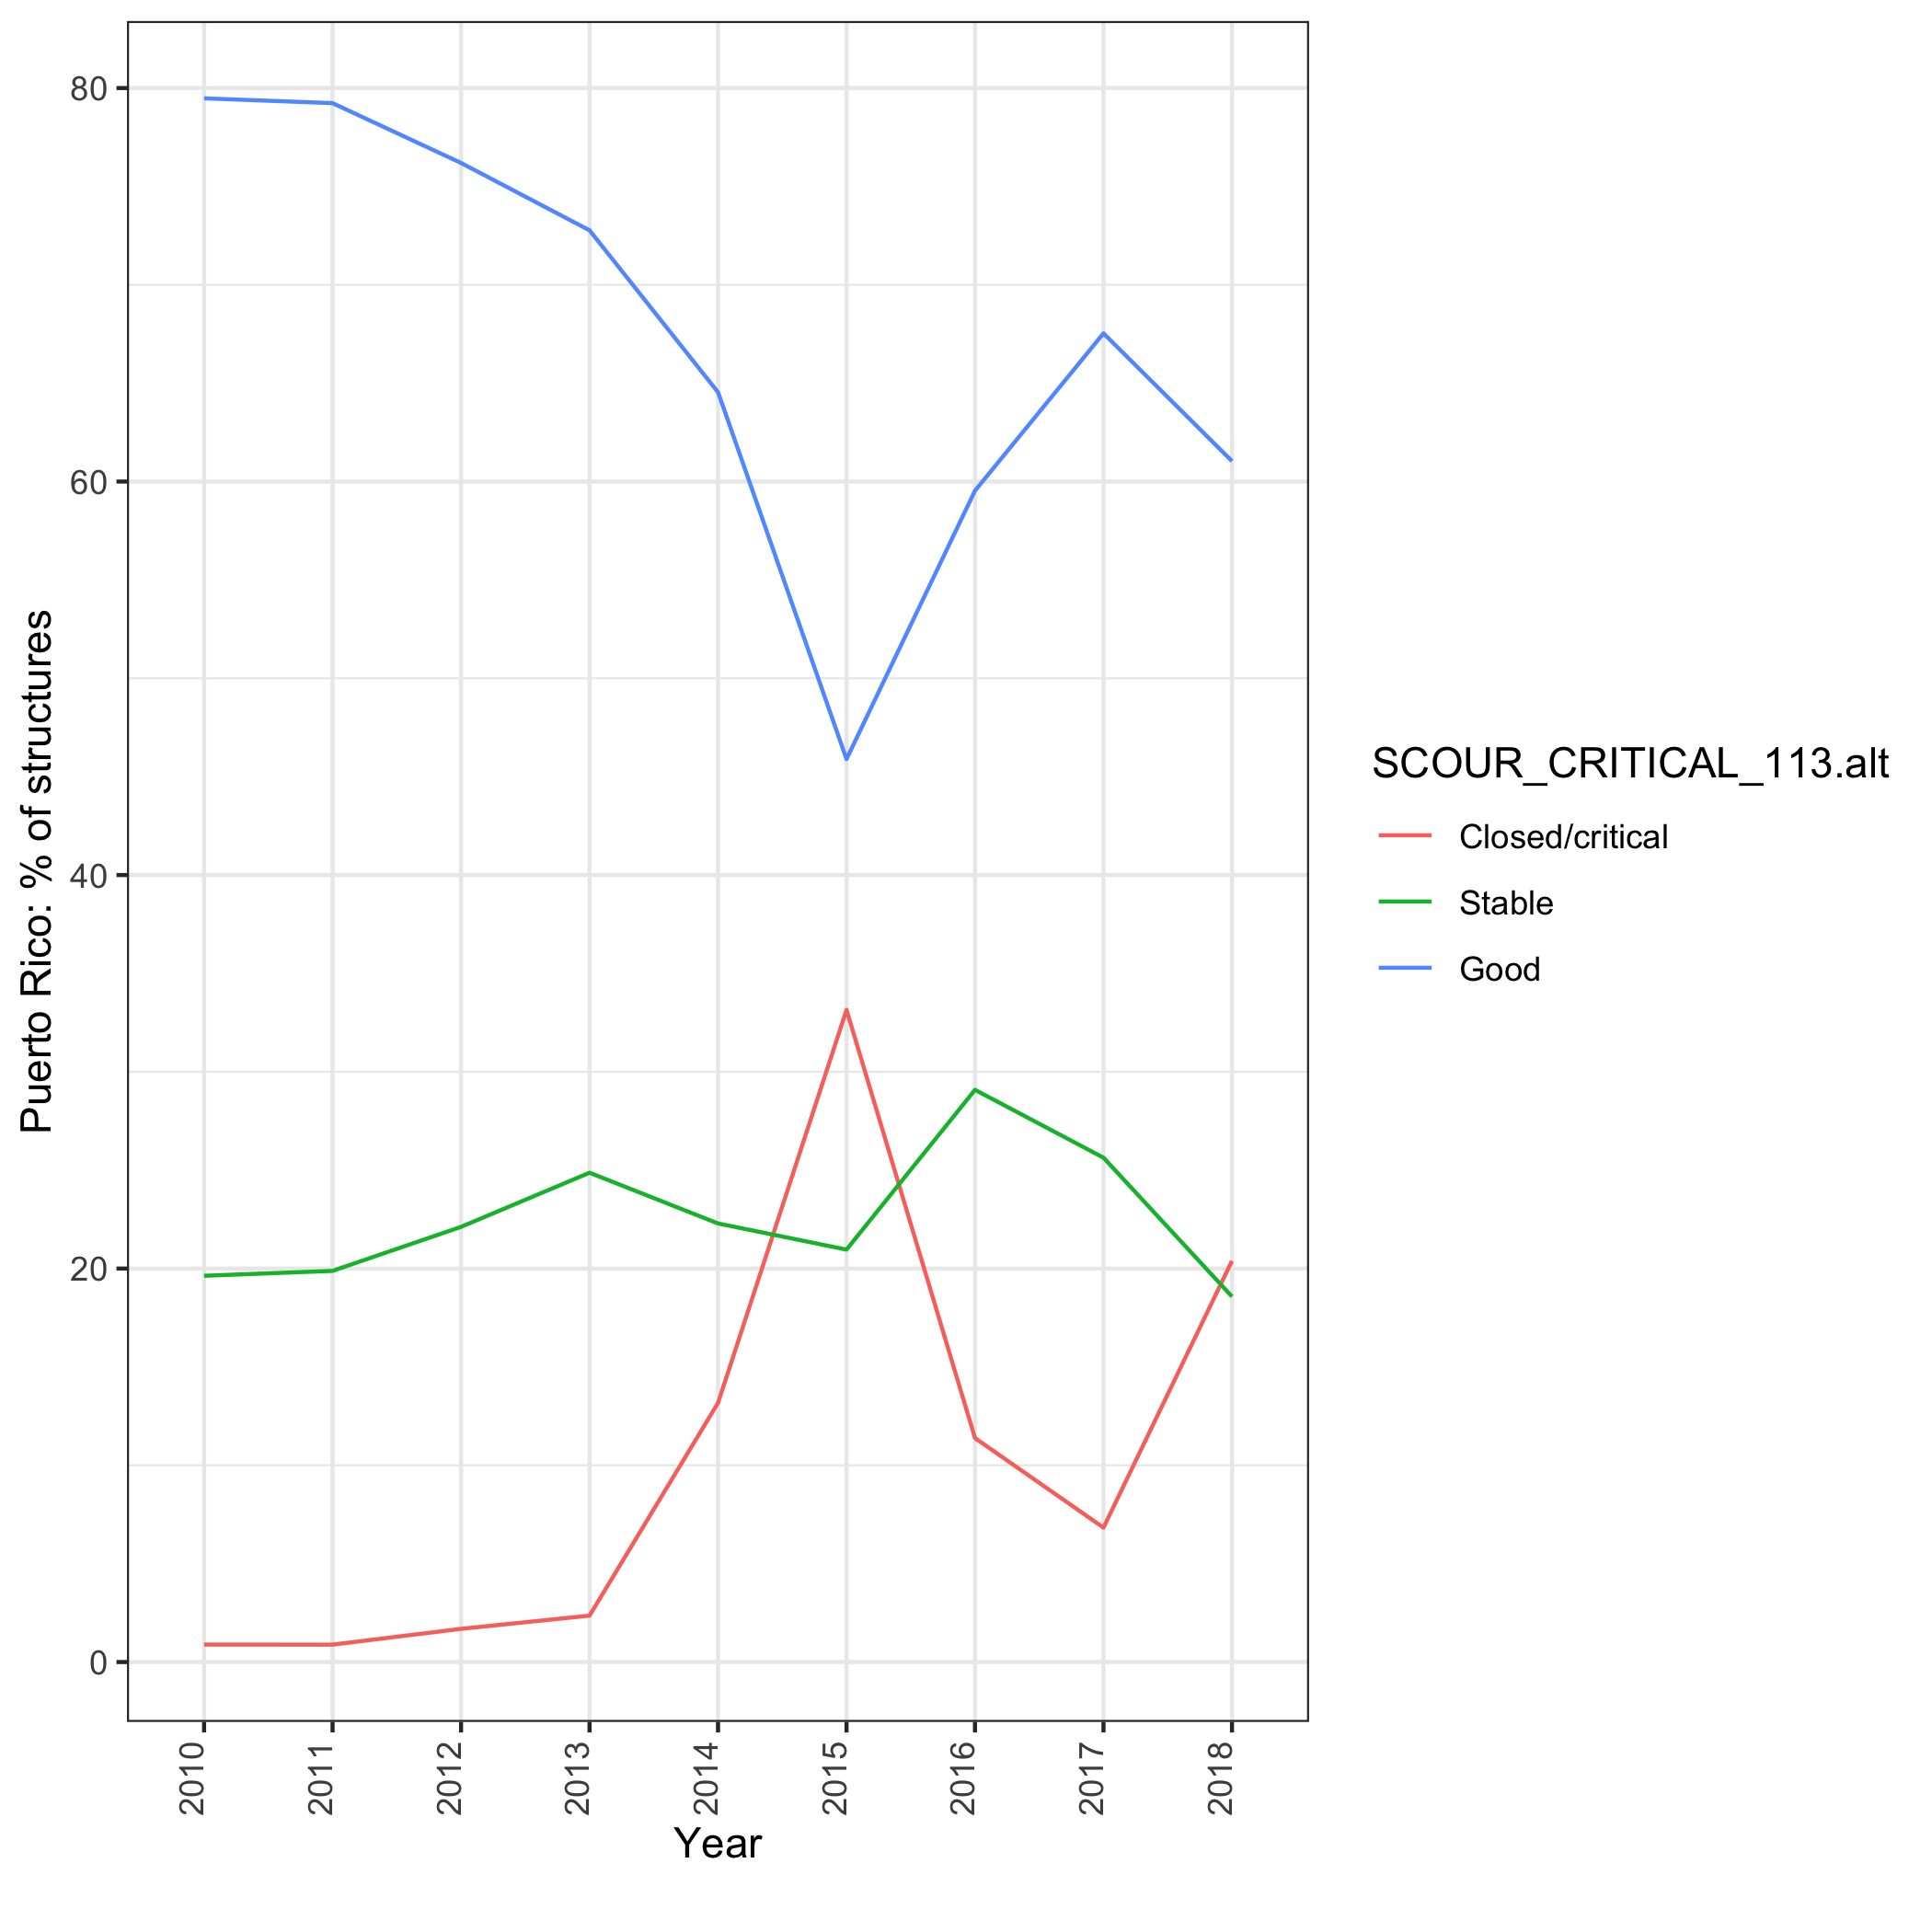 Puerto Rico: % of structures
80
60
40
20
0
2010
2011
2012
2013
2014
2015
2016
2017
2018
Year
SCOUR_CRITICAL_113.alt
Closed/critical
Stable
Good